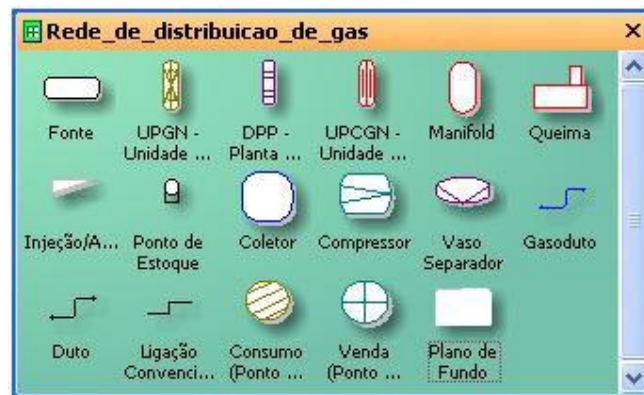 Rede_de_distribuicao_de_gas
Fonte
UPGN -
Unidade ...
DPP -
Planta ...
UPCGN -
Unidade ...
Manifold
Queima
Injeção/A...
Ponto de
Estoque
Coletor
Compressor
Vaso
Separador
Gasoduto
Duto
Ligação
Convenci...
Consumo
(Ponto ...
Venda
(Ponto ...
Plano de
Fundo